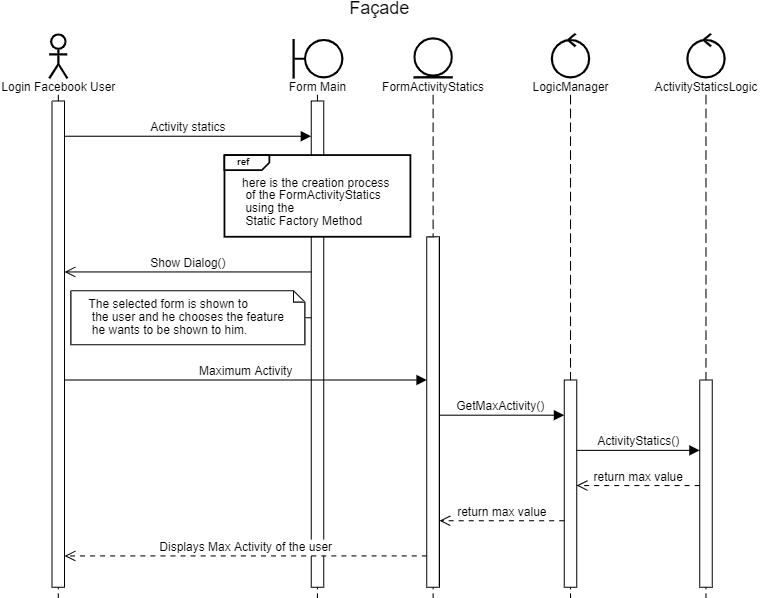 Façade
Login Facebook User
Form Main
FormActivityStatics
LogicManager
ActivityStaticsLogic
Activity statics
ref
here is the creation process
of the FormActivityStatics
using the
Static Factory Method
Show Dialog()
The selected form is shown to
the user and he chooses the feature
he wants to be shown to him.
Maximum Activity
GetMaxActivity()
ActivityStatics()
return max value
return max value
Displays Max Activity of the user